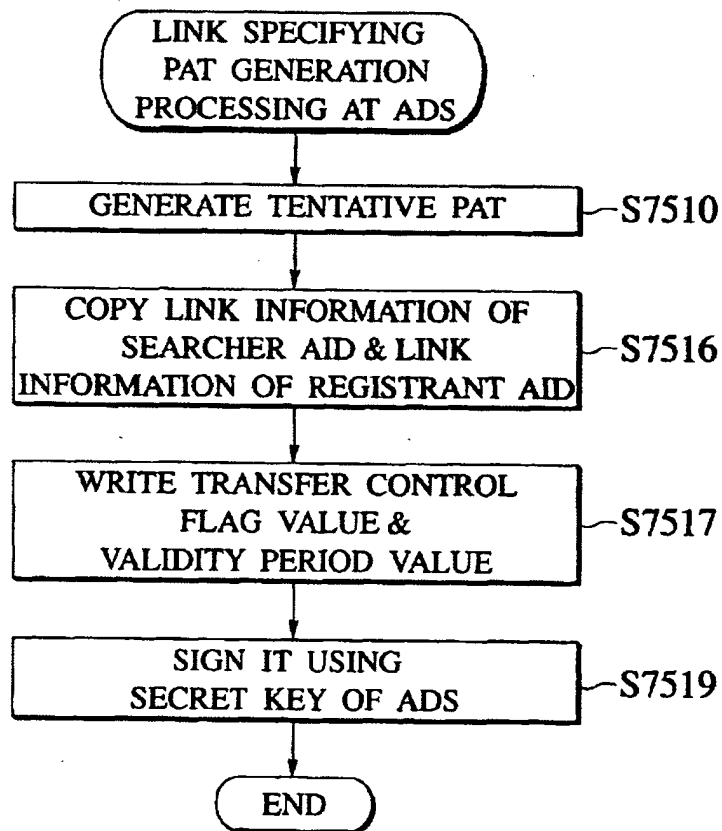 LINK SPECIFYING
PAT GENERATION
PROCESSING AT ADS
GENERATE TENTATIVE PAT
S7510
COPY LINK INFORMATION OF
SEARCHER AID & LINK
INFORMATION OF REGISTRANT AID
S7516
WRITE TRANSFER CONTROL
FLAG VALUE &
VALIDITY PERIOD VALUE
S7517
SIGN IT USING
SECRET KEY OF ADS
S7519
END